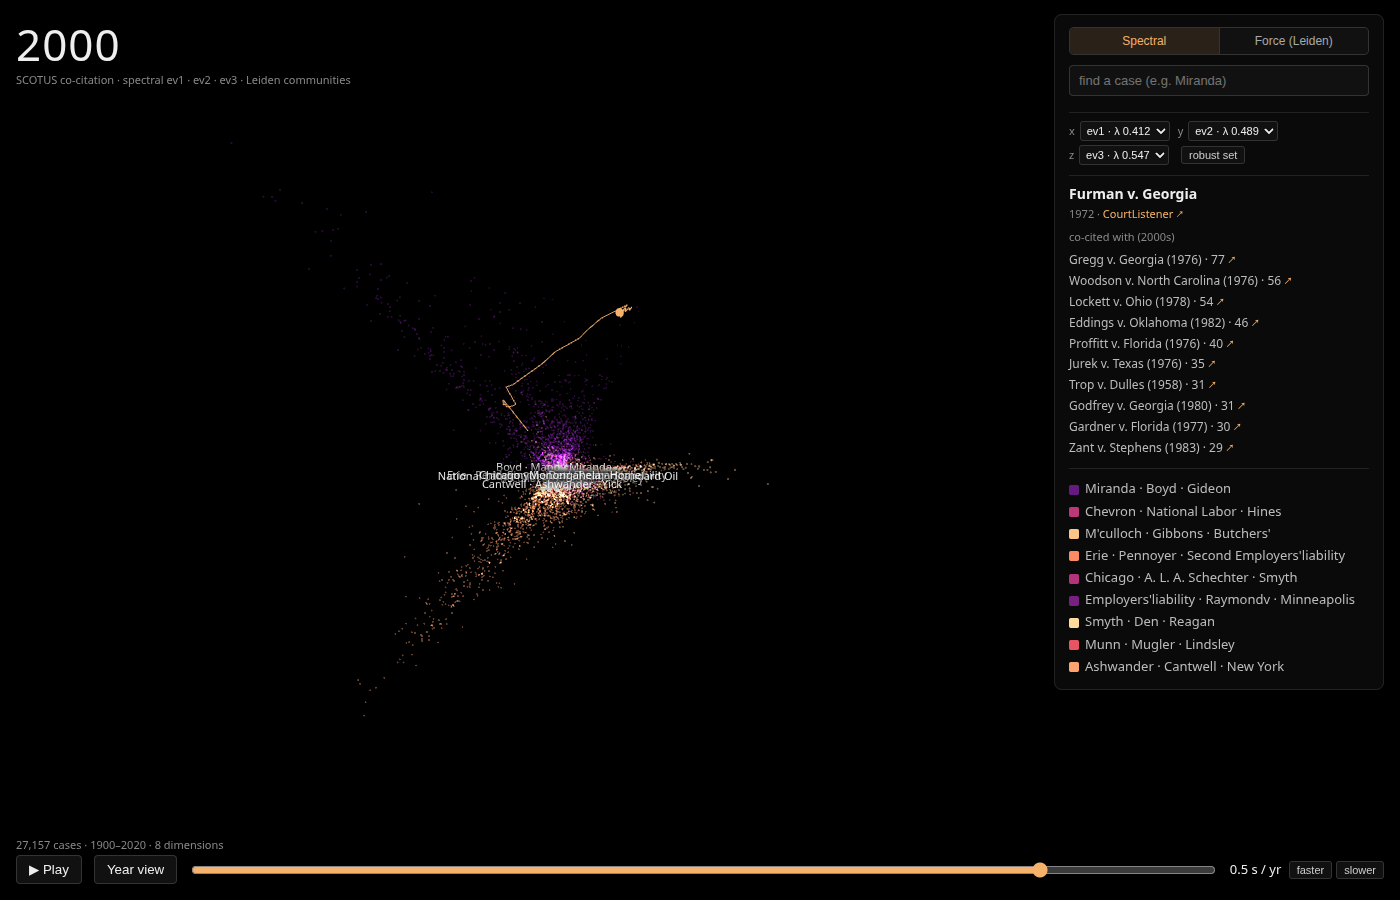 2000
SCOTUS co-citation · spectral ev1 · ev2 · ev3 · Leiden communities
Spectral Force (Leiden)
find a case (e.g. Miranda)
x ev1 · λ 0.412 y ev2 · λ 0.489
z ev3 · λ 0.547 robust set
Furman v. Georgia
1972 · CourtListener ↗
co-cited with (2000s)
Gregg v. Georgia (1976) · 77 ↗
Woodson v. North Carolina (1976) · 56 ↗
Lockett v. Ohio (1978) · 54 ↗
Eddings v. Oklahoma (1982) · 46 ↗
Proffitt v. Florida (1976) · 40 ↗
Jurek v. Texas (1976) · 35 ↗
Trop v. Dulles (1958) · 31 ↗
Godfrey v. Georgia (1980) · 31 ↗
Gardner v. Florida (1977) · 30 ↗
Zant v. Stephens (1983) · 29 ↗
Miranda · Boyd · Gideon
Chevron · National Labor · Hines
M'culloch · Gibbons · Butchers'
Erie · Pennoyer · Second Employers'liability
Chicago · A. L. A. Schechter · Smyth
Employers'liability · Raymondv · Minneapolis
Smyth · Den · Reagan
Munn · Mugler · Lindsley
Ashwander · Cantwell · New York
Boyd · Miranda
Cantwell · Ashwander · Yick
27,157 cases · 1900–2020 · 8 dimensions
▶ Play Year view 0.5 s / yr faster slower